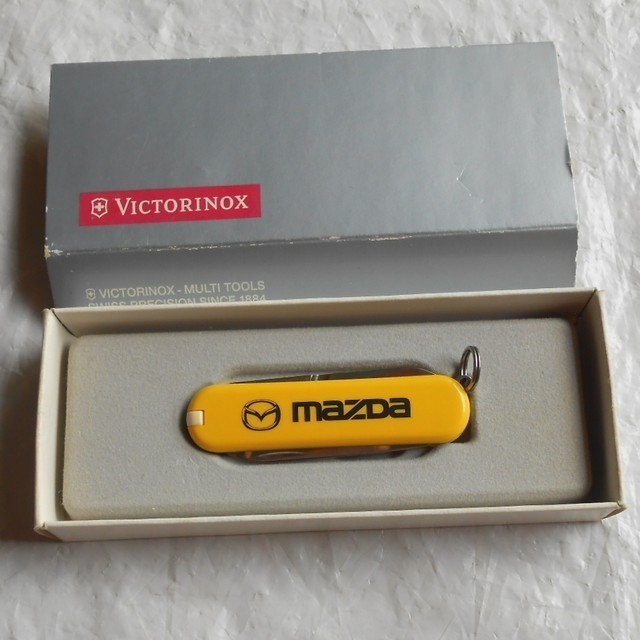 VICTORINOX
VICTORINOX - MULTI TOOLS
SWISS PRECISION SINCE 1884
mazda